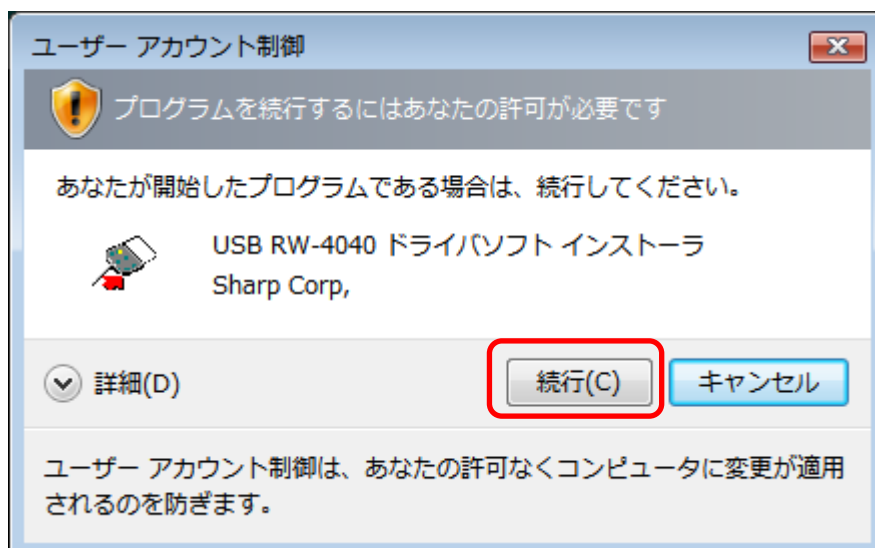 ユーザー アカウント制御
プログラムを続行するにはあなたの許可が必要です
あなたが開始したプログラムである場合は、続行してください。
USB RW-4040 ドライバソフト インストーラ
Sharp Corp,
詳細(D)
続行(C)
キャンセル
ユーザー アカウント制御は、あなたの許可なくコンピュータに変更が適用
されるのを防ぎます。